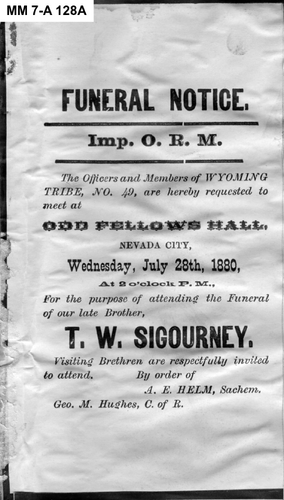 MM 7-A 128A
FUNERAL NOTICE.
Imp. O. R. M.
The Officers and Members of WYOMING
TRIBE, NO. 49, are hereby requested to
meet at
ODD FELLOWS HALL,
NEVADA CITY,
Wednesday, July 28th, 1880,
At 2 o'clock P. M.,
For the purpose of attending the Funeral
of our late Brother,
T. W. SIGOURNEY.
Visiting Brethren are respectfully invited
to attend. By order of
A. E. HELM, Sachem.
Geo. M. Hughes, C. of R.